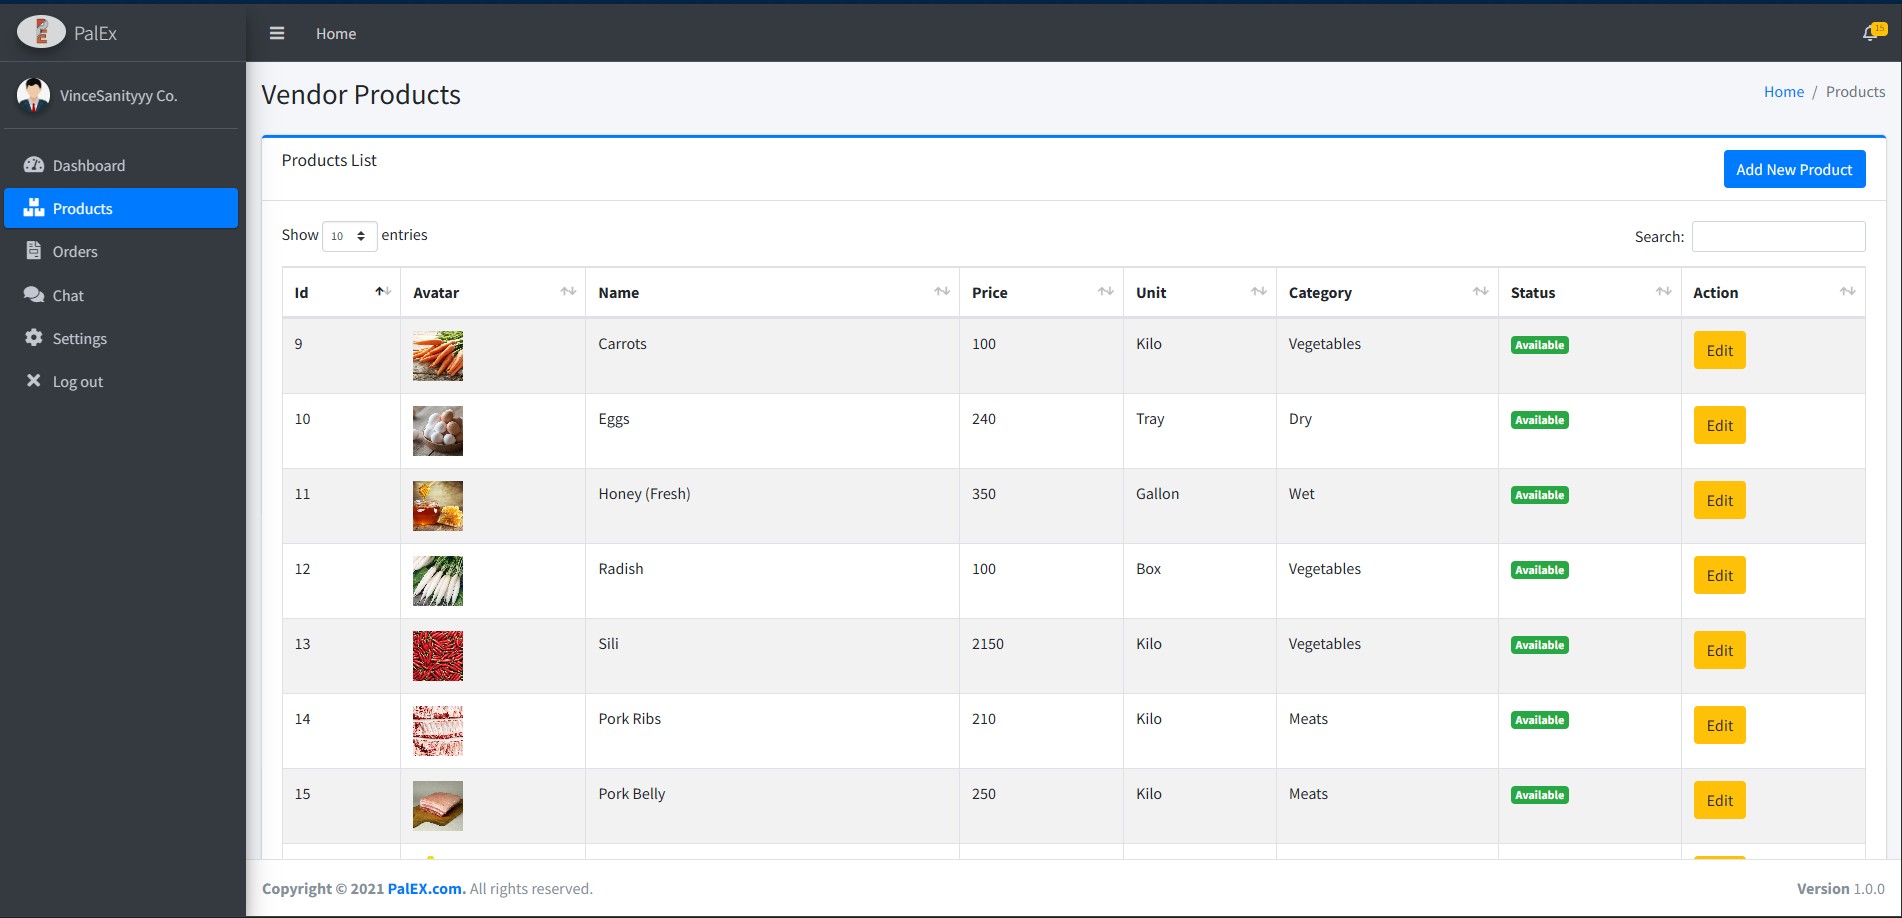 PalEx
Home
15
VinceSanityyy Co.
Dashboard
Products
Orders
Chat
Settings
Log out
Vendor Products
Home / Products
Products List
Add New Product
Show 10 entries
Search:
Id Avatar Name Price Unit Category Status Action
9 Carrots 100 Kilo Vegetables Available Edit
10 Eggs 240 Tray Dry Available Edit
11 Honey (Fresh) 350 Gallon Wet Available Edit
12 Radish 100 Box Vegetables Available Edit
13 Sili 2150 Kilo Vegetables Available Edit
14 Pork Ribs 210 Kilo Meats Available Edit
15 Pork Belly 250 Kilo Meats Available Edit
Copyright © 2021 PalEX.com. All rights reserved.
Version 1.0.0